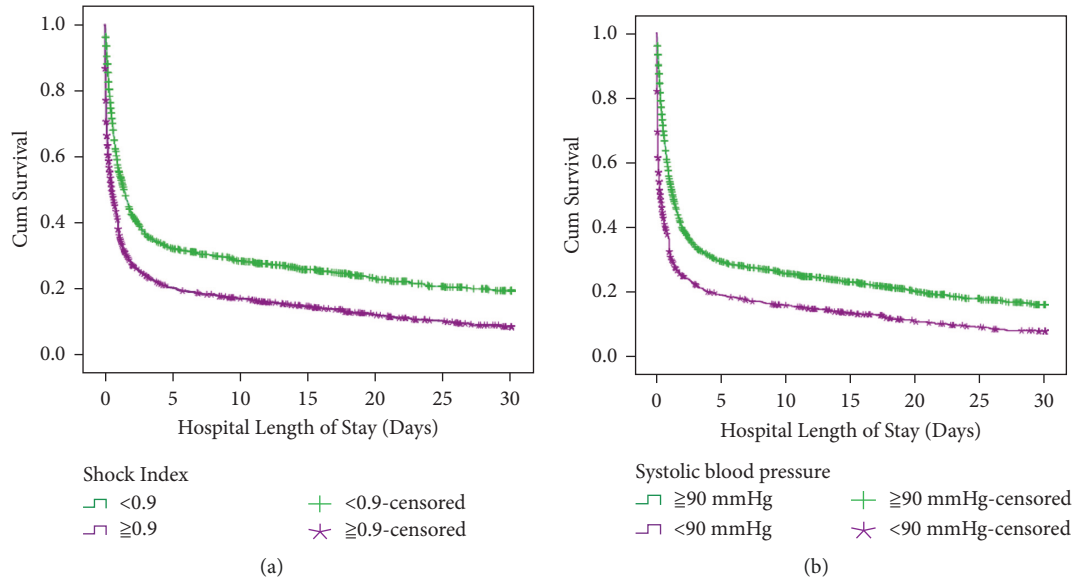 1.0
0.8
0.6
0.4
0.2
0.0
Cum Survival
0 5 10 15 20 25 30
Hospital Length of Stay (Days)
Shock Index
<0.9
≧0.9
<0.9-censored
≧0.9-censored
(a)
1.0
0.8
0.6
0.4
0.2
0.0
Cum Survival
0 5 10 15 20 25 30
Hospital Length of Stay (Days)
Systolic blood pressure
≧90 mmHg
<90 mmHg
≧90 mmHg-censored
<90 mmHg-censored
(b)